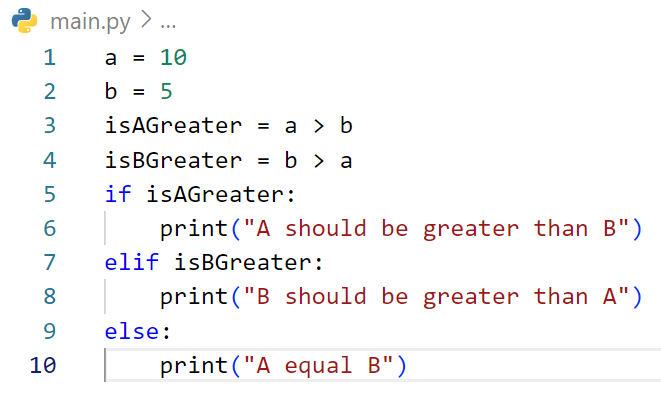 main.py > ...
1 a = 10
2 b = 5
3 isAGreater = a > b
4 isBGreater = b > a
5 if isAGreater:
6     print("A should be greater than B")
7 elif isBGreater:
8     print("B should be greater than A")
9 else:
10     print("A equal B")